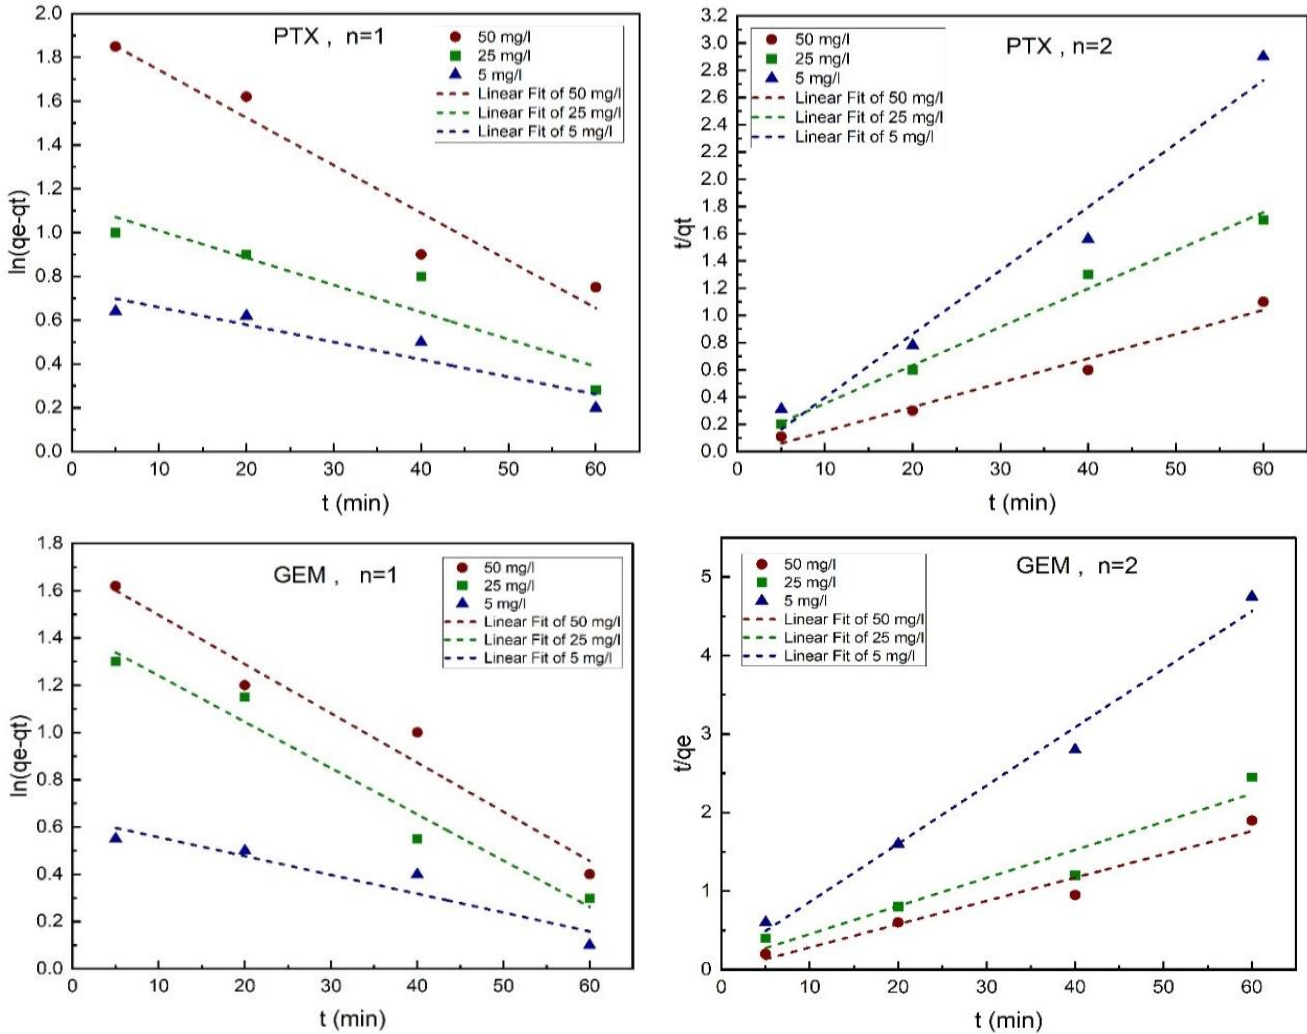 PTX , n=1
50 mg/l
25 mg/l
5 mg/l
Linear Fit of 50 mg/l
Linear Fit of 25 mg/l
Linear Fit of 5 mg/l
2.0
1.8
1.6
1.4
1.2
1.0
0.8
0.6
0.4
0.2
0.0
ln(qe-qt)
0 10 20 30 40 50 60
t (min)
PTX , n=2
50 mg/l
25 mg/l
5 mg/l
Linear Fit of 50 mg/l
Linear Fit of 25 mg/l
Linear Fit of 5 mg/l
3.2
3.0
2.8
2.6
2.4
2.2
2.0
1.8
1.6
1.4
1.2
1.0
0.8
0.6
0.4
0.2
0.0
t/qt
0 10 20 30 40 50 60
t (min)
GEM , n=1
50 mg/l
25 mg/l
5 mg/l
Linear Fit of 50 mg/l
Linear Fit of 25 mg/l
Linear Fit of 5 mg/l
1.8
1.6
1.4
1.2
1.0
0.8
0.6
0.4
0.2
0.0
ln(qe-qt)
0 10 20 30 40 50 60
t (min)
GEM , n=2
50 mg/l
25 mg/l
5 mg/l
Linear Fit of 50 mg/l
Linear Fit of 25 mg/l
Linear Fit of 5 mg/l
5
4
3
2
1
0
t/qe
0 10 20 30 40 50 60
t (min)